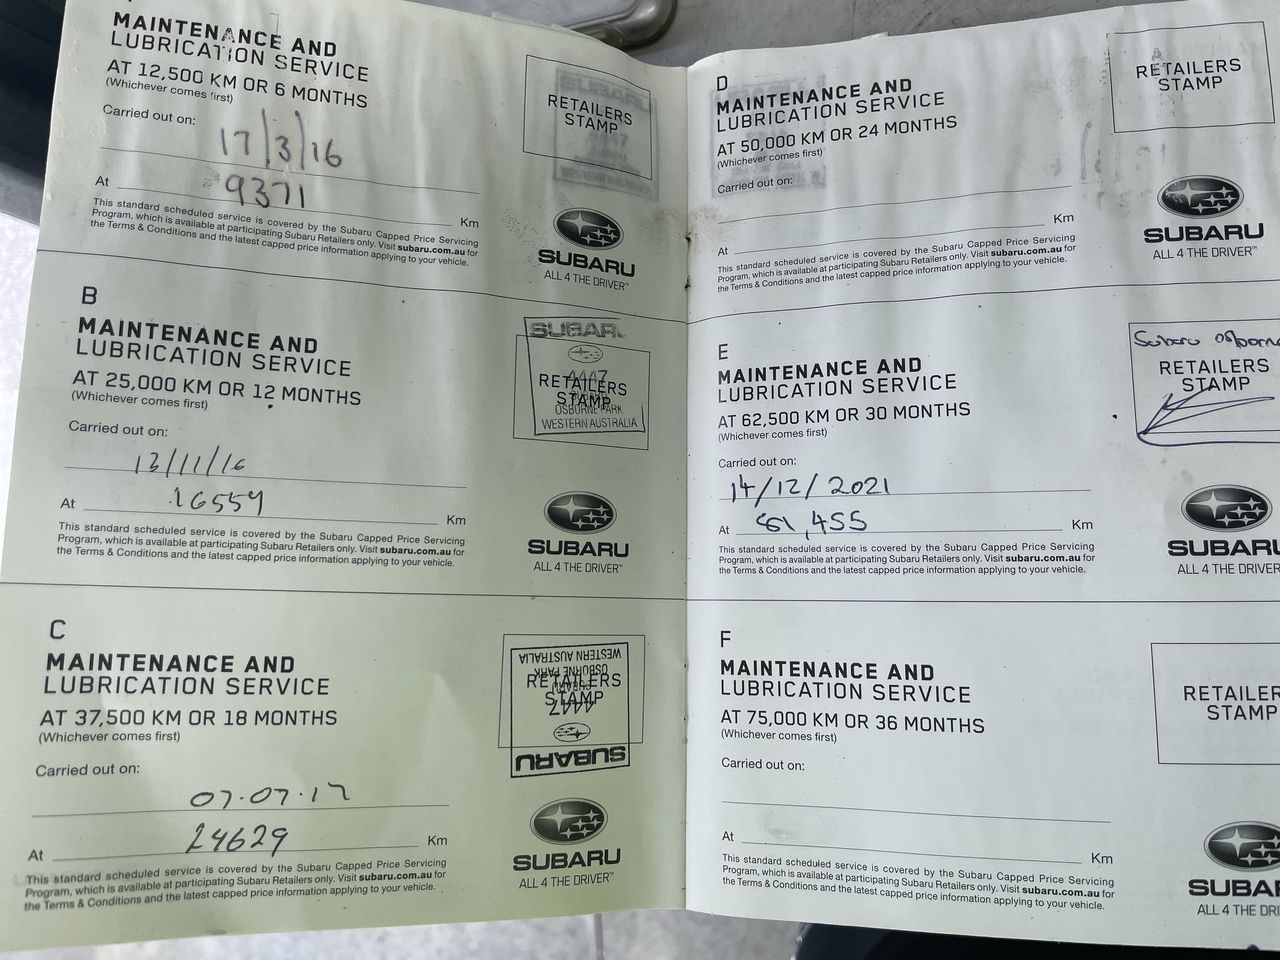 MAINTENANCE AND
LUBRICATION SERVICE
AT 12,500 KM OR 6 MONTHS
(Whichever comes first)
Carried out on:
17/3/16
At 9371 Km
This standard scheduled service is covered by the Subaru Capped Price Servicing
Program, which is available at participating Subaru Retailers only. Visit subaru.com.au for
the Terms & Conditions and the latest capped price information applying to your vehicle.
RETAILERS
STAMP
SUBARU
ALL 4 THE DRIVER™
B
MAINTENANCE AND
LUBRICATION SERVICE
AT 25,000 KM OR 12 MONTHS
(Whichever comes first)
Carried out on:
13/11/16
At 16559 Km
This standard scheduled service is covered by the Subaru Capped Price Servicing
Program, which is available at participating Subaru Retailers only. Visit subaru.com.au for
the Terms & Conditions and the latest capped price information applying to your vehicle.
SUBARU
4447
RETAILERS
STAMP
OSBORNE PARK
WESTERN AUSTRALIA
SUBARU
ALL 4 THE DRIVER™
C
MAINTENANCE AND
LUBRICATION SERVICE
AT 37,500 KM OR 18 MONTHS
(Whichever comes first)
Carried out on:
07.07.17
At 24629 Km
This standard scheduled service is covered by the Subaru Capped Price Servicing
Program, which is available at participating Subaru Retailers only. Visit subaru.com.au for
the Terms & Conditions and the latest capped price information applying to your vehicle.
WESTERN AUSTRALIA
OSBORNE PARK
RETAILERS
SUBARU
STAMP
4447
SUBARU
SUBARU
ALL 4 THE DRIVER™
D
MAINTENANCE AND
LUBRICATION SERVICE
AT 50,000 KM OR 24 MONTHS
(Whichever comes first)
Carried out on:
At Km
This standard scheduled service is covered by the Subaru Capped Price Servicing
Program, which is available at participating Subaru Retailers only. Visit subaru.com.au for
the Terms & Conditions and the latest capped price information applying to your vehicle.
RETAILERS
STAMP
SUBARU
ALL 4 THE DRIVER™
E
MAINTENANCE AND
LUBRICATION SERVICE
AT 62,500 KM OR 30 MONTHS
(Whichever comes first)
Carried out on:
14/12/2021
At 61,455 Km
This standard scheduled service is covered by the Subaru Capped Price Servicing
Program, which is available at participating Subaru Retailers only. Visit subaru.com.au for
the Terms & Conditions and the latest capped price information applying to your vehicle.
Subaru Osborne
RETAILERS
STAMP
SUBARU
ALL 4 THE DRIVER
F
MAINTENANCE AND
LUBRICATION SERVICE
AT 75,000 KM OR 36 MONTHS
(Whichever comes first)
Carried out on:
At Km
This standard scheduled service is covered by the Subaru Capped Price Servicing
Program, which is available at participating Subaru Retailers only. Visit subaru.com.au for
the Terms & Conditions and the latest capped price information applying to your vehicle.
RETAILER
STAMP
SUBA
ALL 4 THE DRI